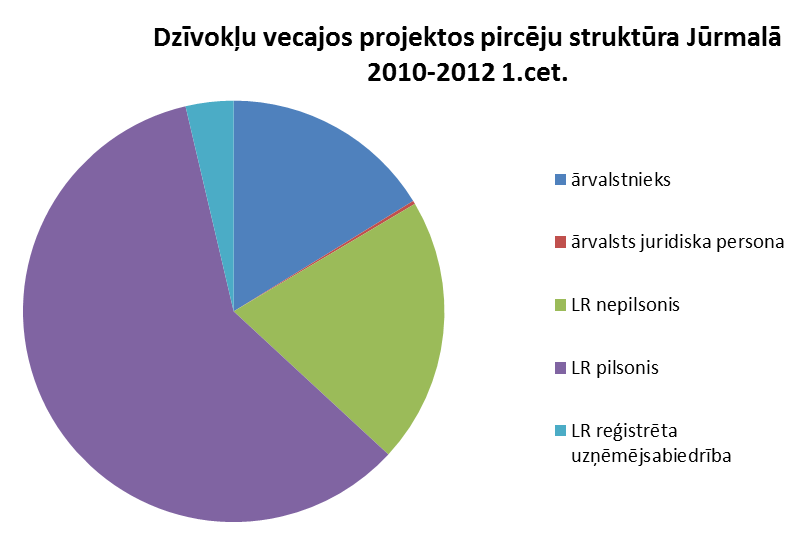 Dzīvokļu vecajos projektos pircēju struktūra Jūrmalā
2010-2012 1.cet.
ārvalstnieks
ārvalsts juridiska persona
LR nepilsonis
LR pilsonis
LR reģistrēta
uzņēmējsabiedrība